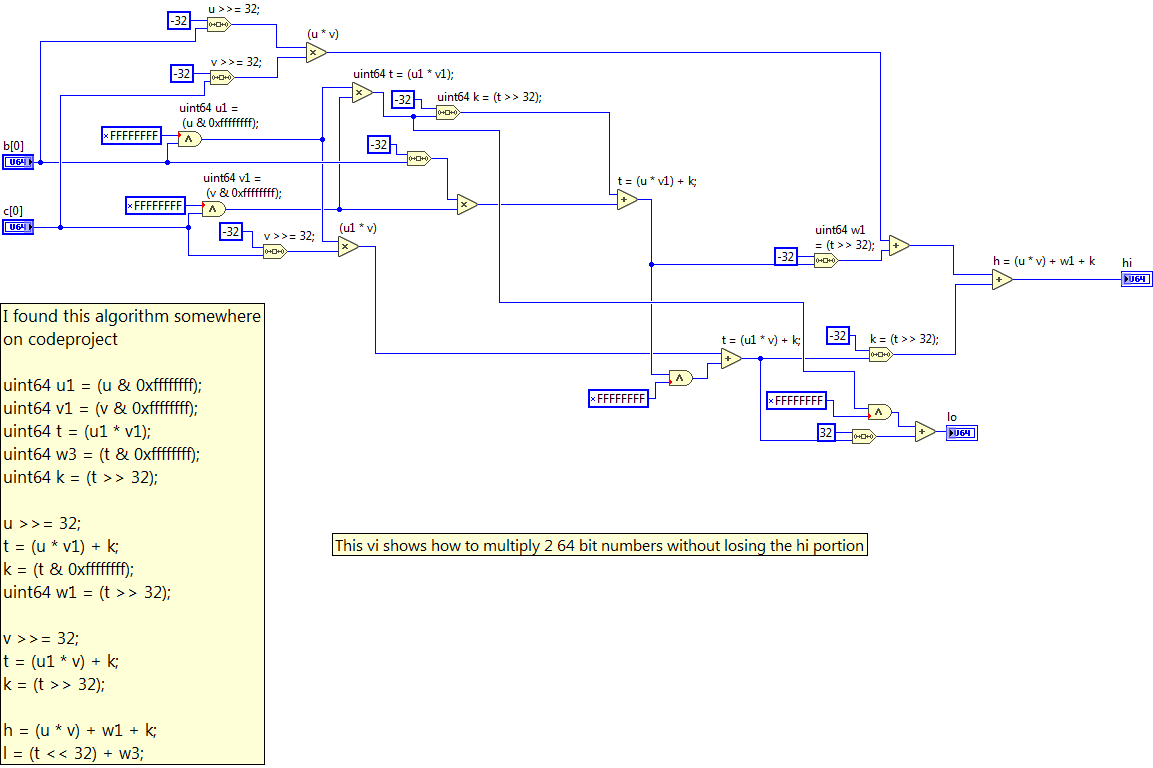 u >>= 32;
-32
(u * v)
v >>= 32;
-32
uint64 t = (u1 * v1);
-32
uint64 k = (t >> 32);
uint64 u1 =
(u & 0xffffffff);
×FFFFFFFF
-32
b[0]
U64
uint64 v1 =
(v & 0xffffffff);
×FFFFFFFF
t = (u * v1) + k;
c[0]
U64
-32
v >>= 32;
(u1 * v)
uint64 w1
= (t >> 32);
-32
h = (u * v) + w1 + k
hi
U64
t = (u1 * v) + k;
-32
k = (t >> 32);
×FFFFFFFF
×FFFFFFFF
32
lo
U64
I found this algorithm somewhere
on codeproject
uint64 u1 = (u & 0xffffffff);
uint64 v1 = (v & 0xffffffff);
uint64 t = (u1 * v1);
uint64 w3 = (t & 0xffffffff);
uint64 k = (t >> 32);
u >>= 32;
t = (u * v1) + k;
k = (t & 0xffffffff);
uint64 w1 = (t >> 32);
v >>= 32;
t = (u1 * v) + k;
k = (t >> 32);
h = (u * v) + w1 + k;
l = (t << 32) + w3;
This vi shows how to multiply 2 64 bit numbers without losing the hi portion